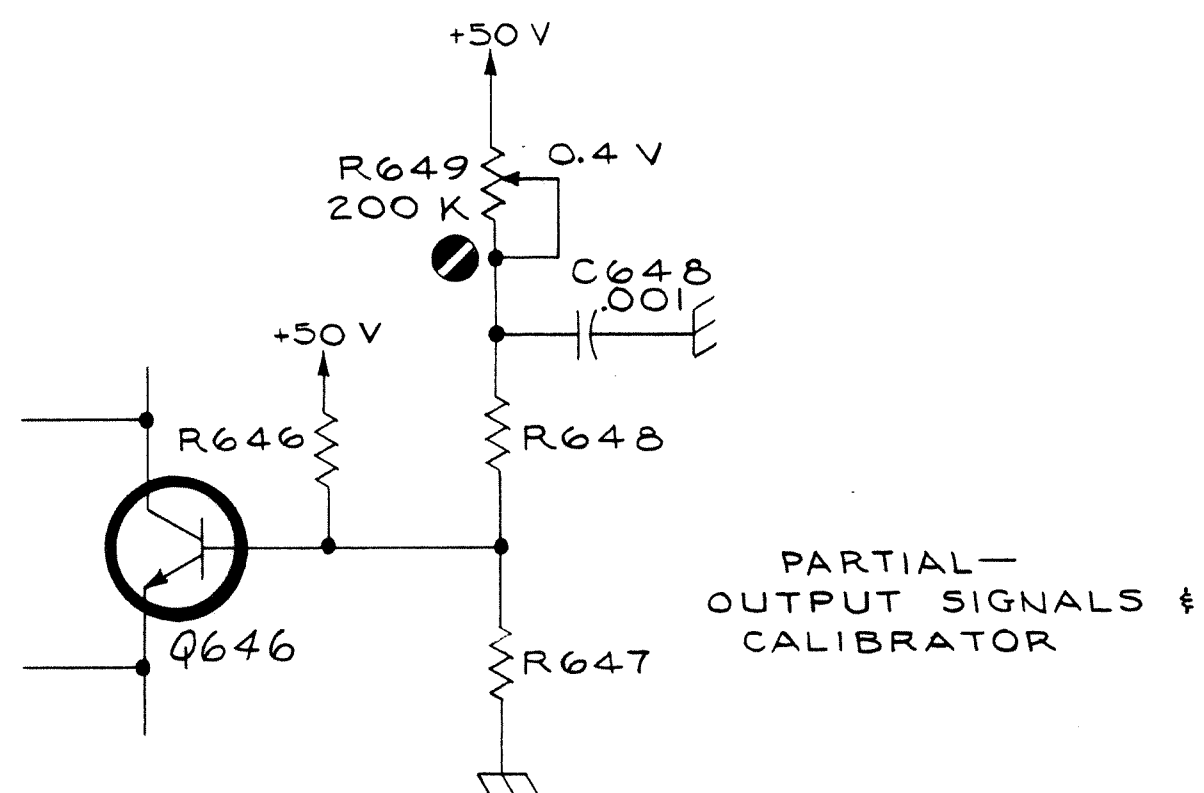 +50 V
R649
200 K
0.4 V
C648
.001
+50 V
R646
R648
Q646
R647
PARTIAL—
OUTPUT SIGNALS &
CALIBRATOR